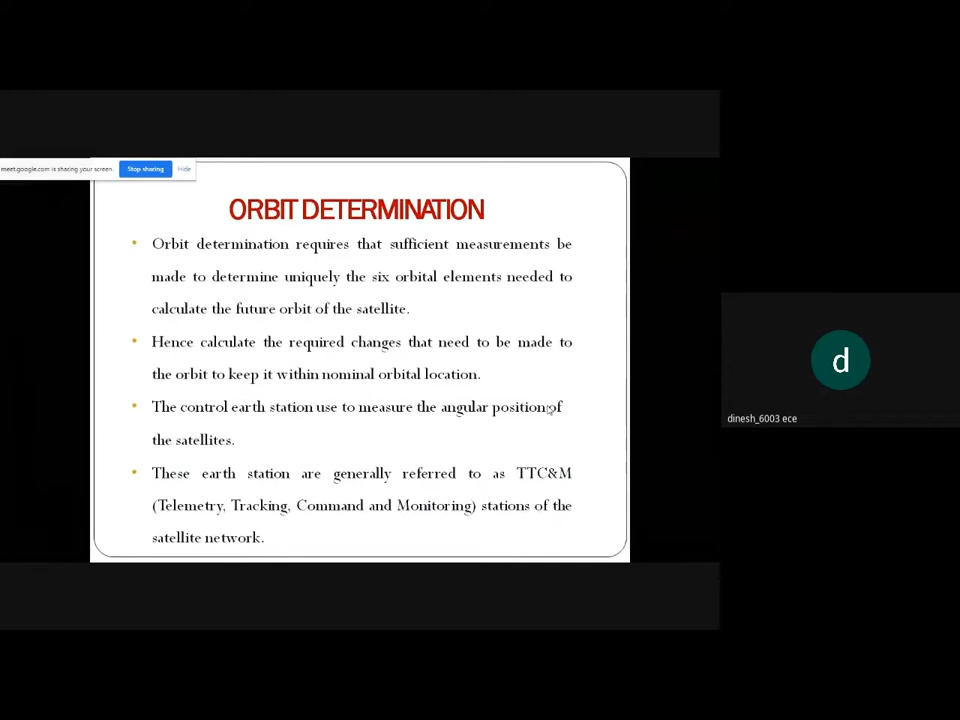 meet.google.com is sharing your screen.
Stop sharing
Hide
ORBIT DETERMINATION
• Orbit determination requires that sufficient measurements be
made to determine uniquely the six orbital elements needed to
calculate the future orbit of the satellite.
• Hence calculate the required changes that need to be made to
the orbit to keep it within nominal orbital location.
• The control earth station use to measure the angular position of
the satellites.
• These earth station are generally referred to as TTC&M
(Telemetry, Tracking, Command and Monitoring) stations of the
satellite network.
d
dinesh_6003 ece